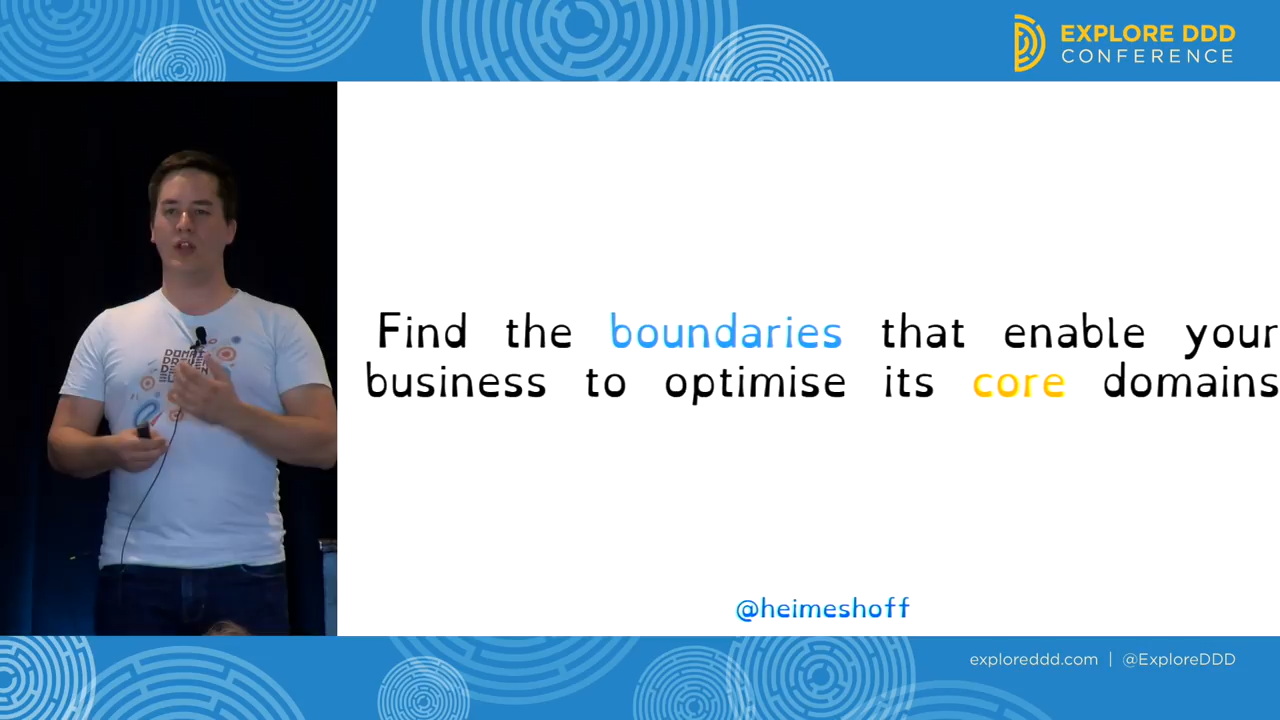 EXPLORE DDD
CONFERENCE
Find the boundaries that enable your
business to optimise its core domains
@heimeshoff
exploreddd.com | @ExploreDDD